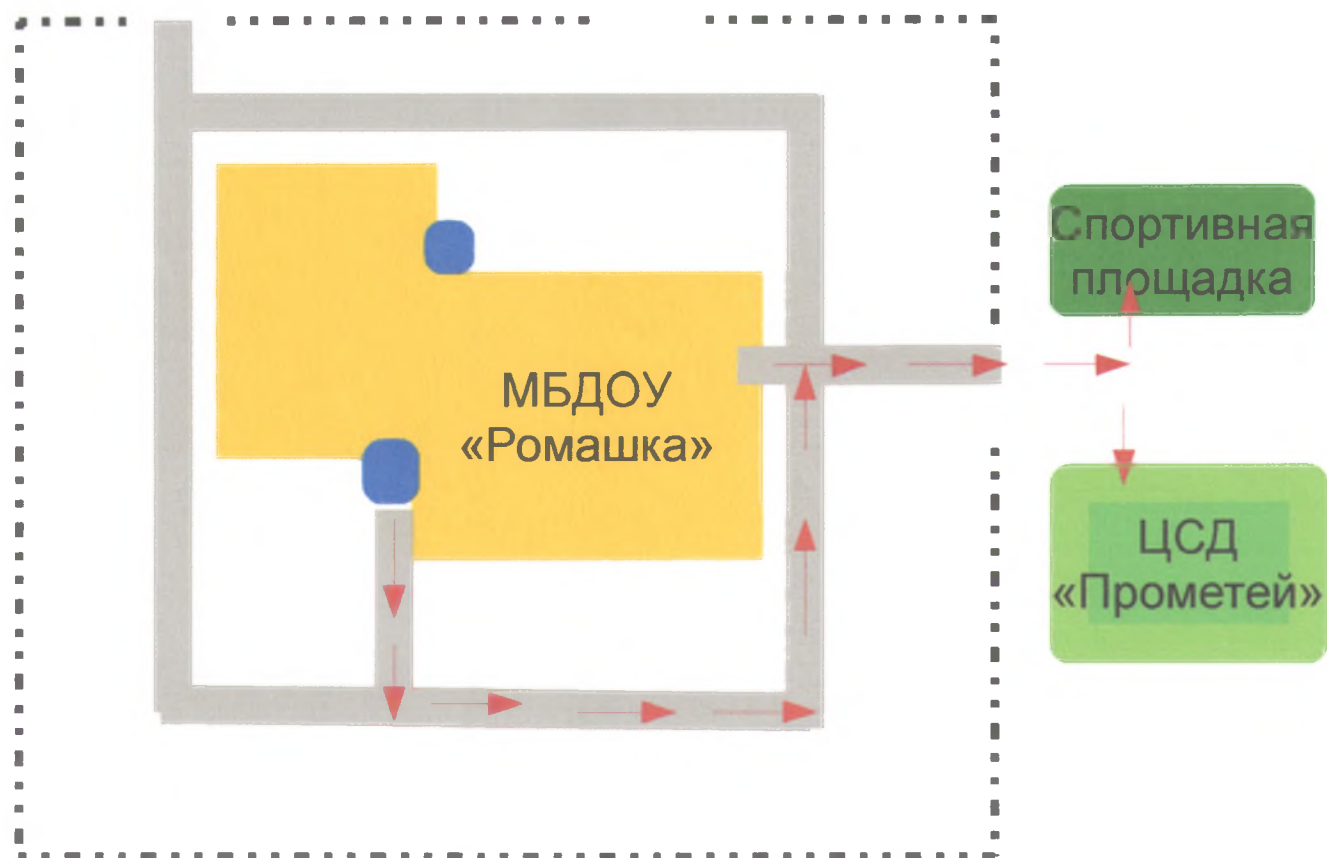 Спортивная
площадка
МБДОУ
«Ромашка»
ЦСД
«Прометей»